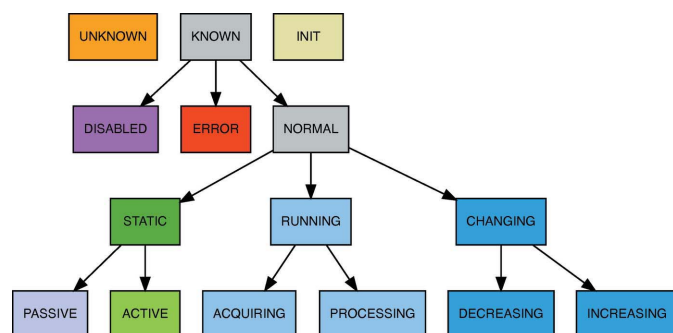 UNKNOWN KNOWN INIT
DISABLED ERROR NORMAL
STATIC RUNNING CHANGING
PASSIVE ACTIVE ACQUIRING PROCESSING DECREASING INCREASING